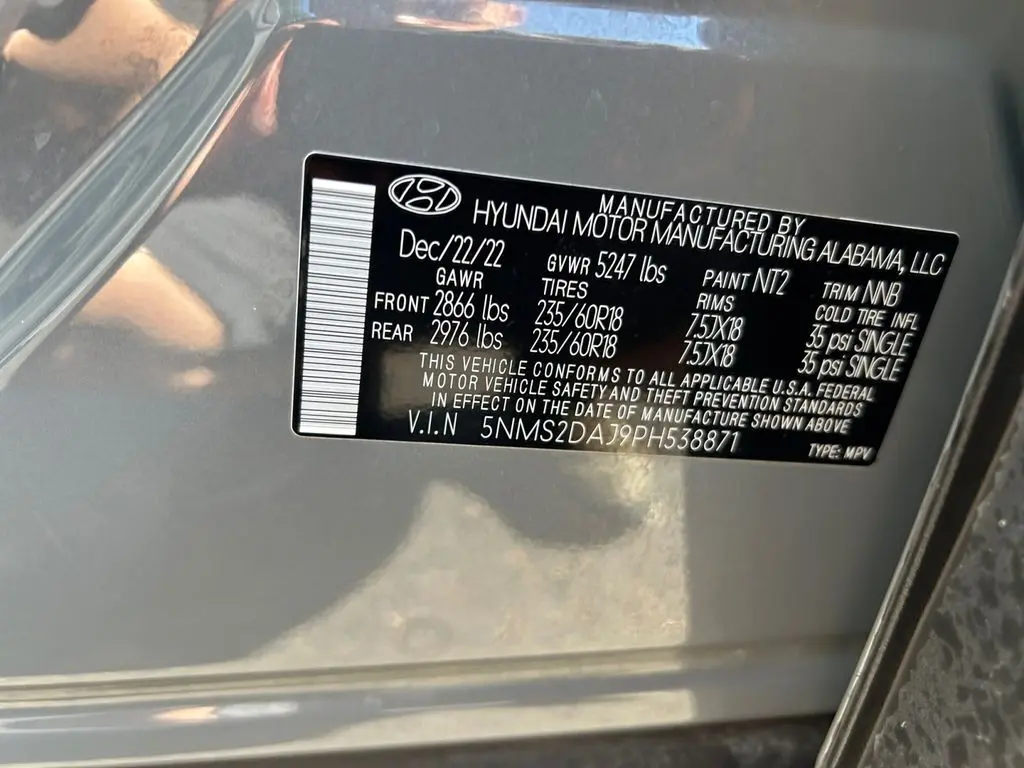 MANUFACTURED BY
HYUNDAI MOTOR MANUFACTURING ALABAMA, LLC
Dec/22/22 GVWR 5247 lbs PAINT NT2 TRIM NNB
GAWR TIRES RIMS COLD TIRE INFL
FRONT 2866 lbs 235/60R18 7.5JX18 35 psi SINGLE
REAR 2976 lbs 235/60R18 7.5JX18 35 psi SINGLE
THIS VEHICLE CONFORMS TO ALL APPLICABLE U.S.A. FEDERAL
MOTOR VEHICLE SAFETY AND THEFT PREVENTION STANDARDS
IN EFFECT ON THE DATE OF MANUFACTURE SHOWN ABOVE
V.I.N 5NMS2DAJ9PH538871 TYPE: MPV